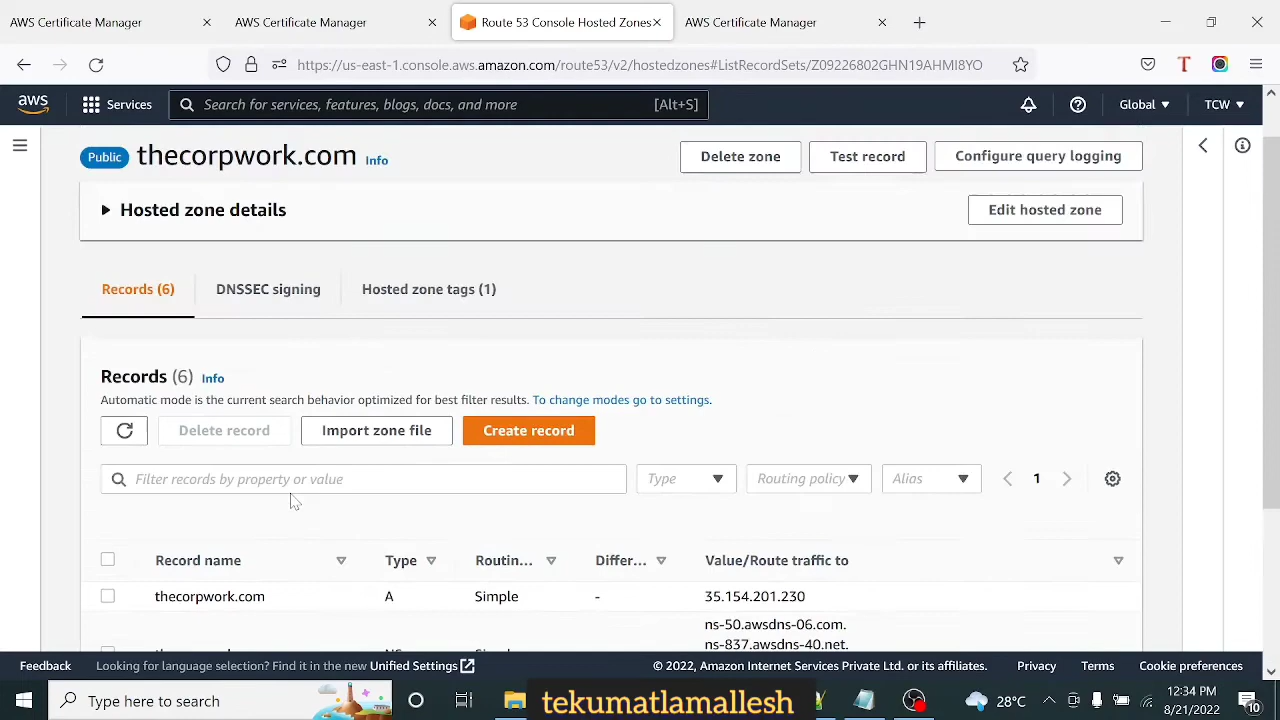 AWS Certificate Manager
AWS Certificate Manager
Route 53 Console Hosted Zones
AWS Certificate Manager
https://us-east-1.console.aws.amazon.com/route53/v2/hostedzones#ListRecordSets/Z09226802GHN19AHMI8YO
aws
Services
Search for services, features, blogs, docs, and more
[Alt+S]
Global
TCW
Public
thecorpwork.com
Info
Delete zone
Test record
Configure query logging
Hosted zone details
Edit hosted zone
Records (6)
DNSSEC signing
Hosted zone tags (1)
Records (6) Info
Automatic mode is the current search behavior optimized for best filter results. To change modes go to settings.
Delete record
Import zone file
Create record
Filter records by property or value
Type
Routing policy
Alias
1
Record name
Type
Routin...
Differ...
Value/Route traffic to
thecorpwork.com
A
Simple
-
35.154.201.230
ns-50.awsdns-06.com.
ns-837.awsdns-40.net.
Feedback
Looking for language selection? Find it in the new Unified Settings
© 2022, Amazon Internet Services Private Ltd. or its affiliates.
Privacy
Terms
Cookie preferences
Type here to search
tekumatlamallesh
28°C
12:34 PM
8/21/2022